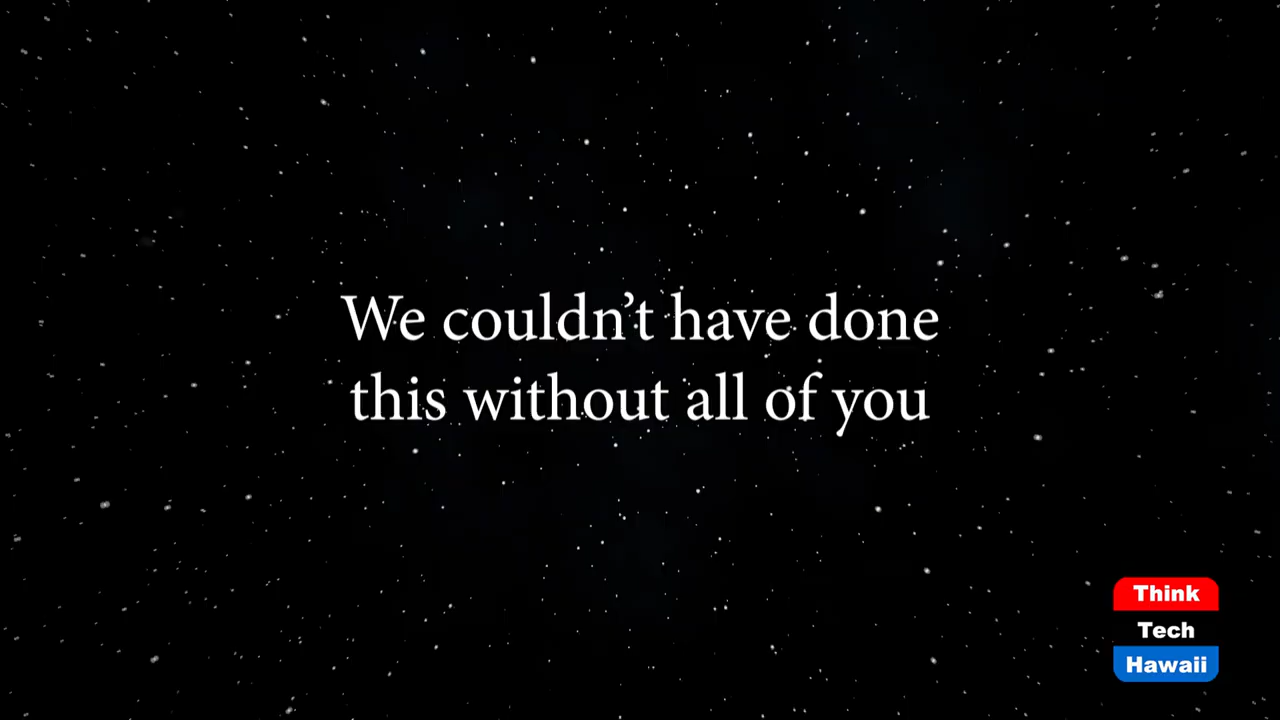 We couldn’t have done
this without all of you
Think
Tech
Hawaii